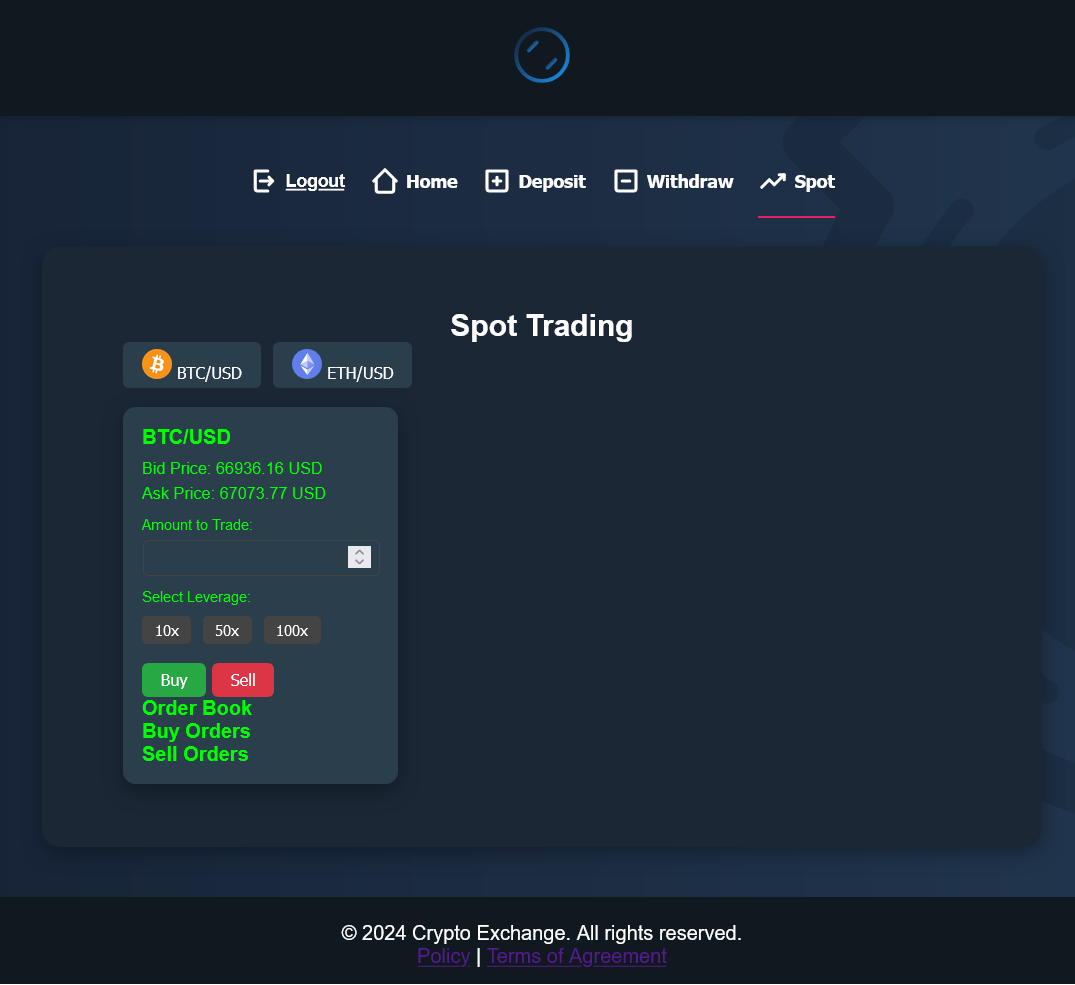 Logout Home Deposit Withdraw Spot
Spot Trading
BTC/USD ETH/USD
BTC/USD
Bid Price: 66936.16 USD
Ask Price: 67073.77 USD
Amount to Trade:
Select Leverage:
10x 50x 100x
Buy Sell
Order Book
Buy Orders
Sell Orders
© 2024 Crypto Exchange. All rights reserved.
Policy | Terms of Agreement